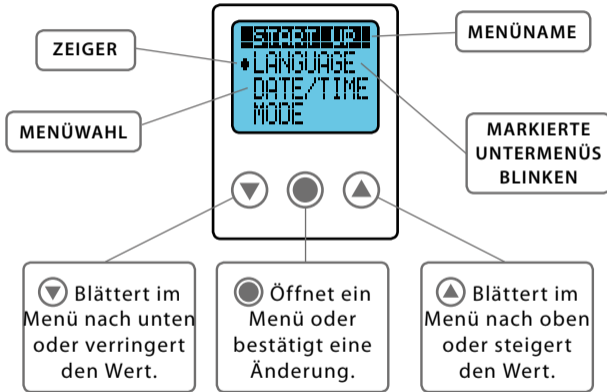 ZEIGER
MENÜWAHL
START UP
LANGUAGE
DATE/TIME
MODE
MENÜNAME
MARKIERTE
UNTERMENÜS
BLINKEN
Blättert im
Menü nach unten
oder verringert
den Wert.
Öffnet ein
Menü oder
bestätigt eine
Änderung.
Blättert im
Menü nach oben
oder steigert
den Wert.